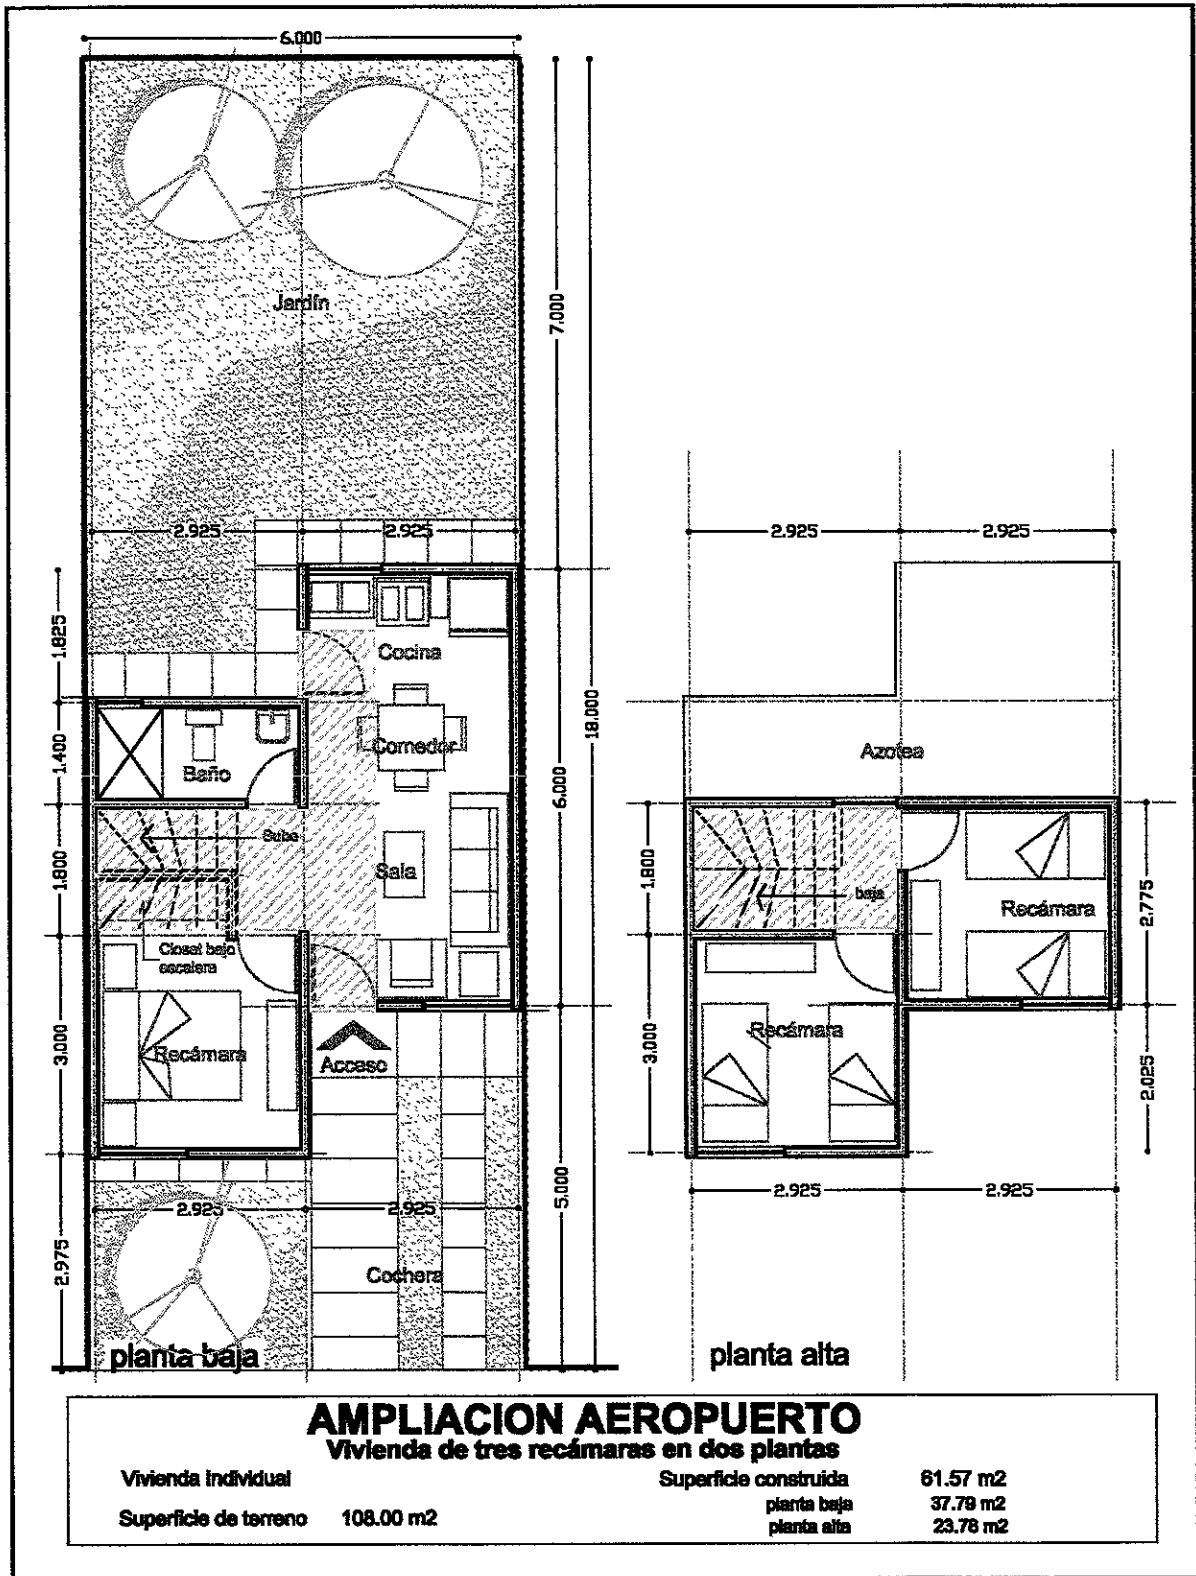 6.000
Jardín
7.000
2.925
2.925
1.825
Cocina
18.000
1.400
Comedor
Baño
6.000
Sube
1.800
Sala
Closet bajo
escalera
3.000
Recámara
Acceso
2.925
2.925
5.000
2.975
Cochera
planta baja
2.925
2.925
Azotea
1.800
baja
Recámara
2.775
Recámara
3.000
2.025
2.925
2.925
planta alta
AMPLIACION AEROPUERTO
Vivienda de tres recámaras en dos plantas
Vivienda individual
Superficie de terreno 108.00 m2
Superficie construida 61.57 m2
planta baja 37.79 m2
planta alta 23.78 m2